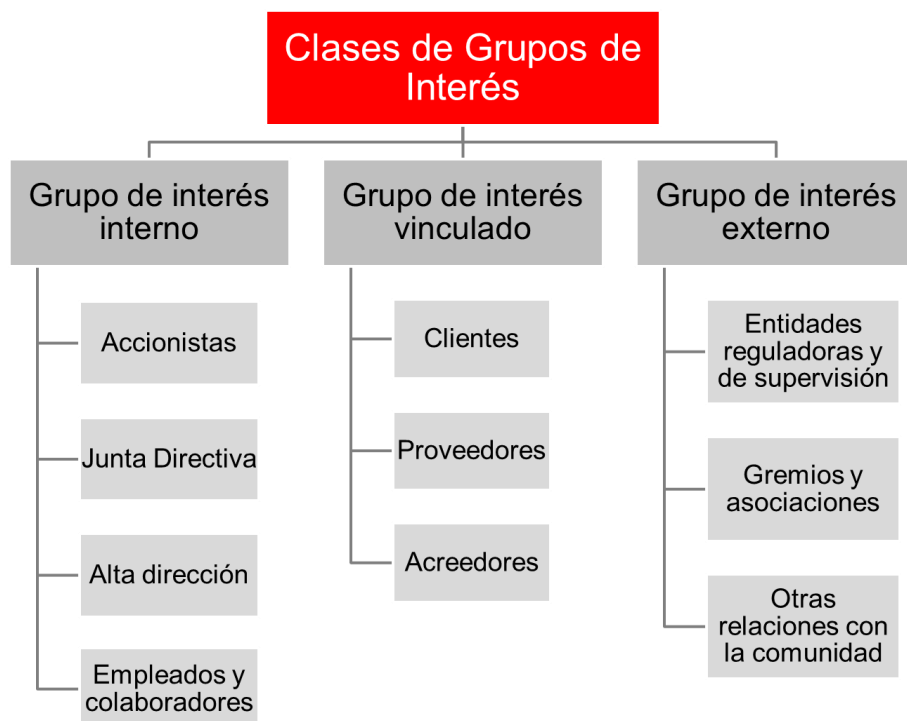 Clases de Grupos de
Interés
Grupo de interés
interno
Accionistas
Junta Directiva
Alta dirección
Empleados y
colaboradores
Grupo de interés
vinculado
Clientes
Proveedores
Acreedores
Grupo de interés
externo
Entidades
reguladoras y
de supervisión
Gremios y
asociaciones
Otras
relaciones con
la comunidad